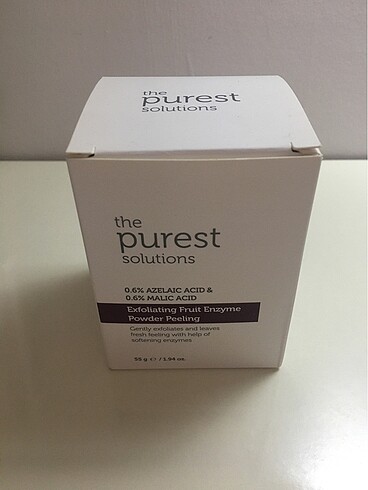 the
purest
solutions
the
purest
solutions
0.6% AZELAIC ACID &
0.6% MALIC ACID
Exfoliating Fruit Enzyme
Powder Peeling
Gently exfoliates and leaves
fresh feeling with help of
softening enzymes
55 g ℮ / 1.94 oz.